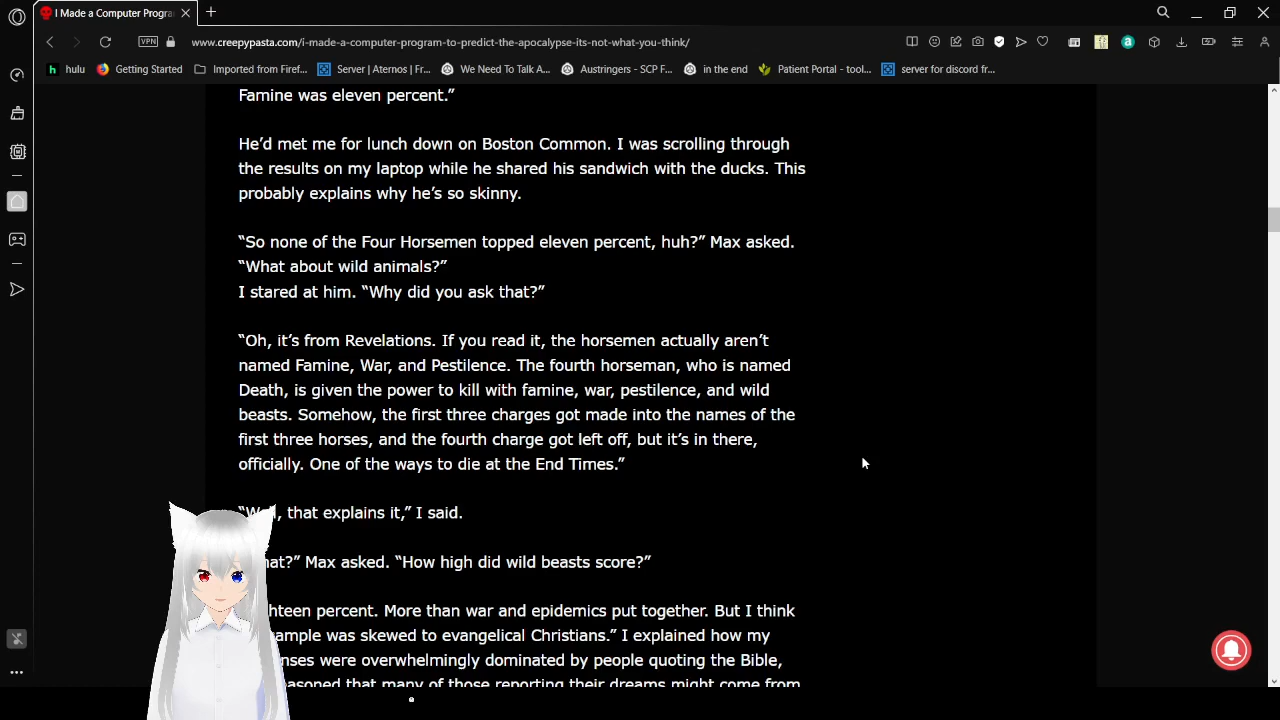 I Made a Computer Progra
www.creepypasta.com/i-made-a-computer-program-to-predict-the-apocalypse-its-not-what-you-think/
VPN
hulu
Getting Started
Imported from Firef...
Server | Aternos | Fr...
We Need To Talk A...
Austringers - SCP F...
in the end
Patient Portal - tool...
server for discord fr...
Famine was eleven percent.”
He’d met me for lunch down on Boston Common. I was scrolling through
the results on my laptop while he shared his sandwich with the ducks. This
probably explains why he’s so skinny.
“So none of the Four Horsemen topped eleven percent, huh?” Max asked.
“What about wild animals?”
I stared at him. “Why did you ask that?”
“Oh, it’s from Revelations. If you read it, the horsemen actually aren’t
named Famine, War, and Pestilence. The fourth horseman, who is named
Death, is given the power to kill with famine, war, pestilence, and wild
beasts. Somehow, the first three charges got made into the names of the
first three horses, and the fourth charge got left off, but it’s in there,
officially. One of the ways to die at the End Times.”
that explains it,” I said.
Max asked. “How high did wild beasts score?”
percent. More than war and epidemics put together. But I think
was skewed to evangelical Christians.” I explained how my
were overwhelmingly dominated by people quoting the Bible,
that many of those reporting their dreams might come from